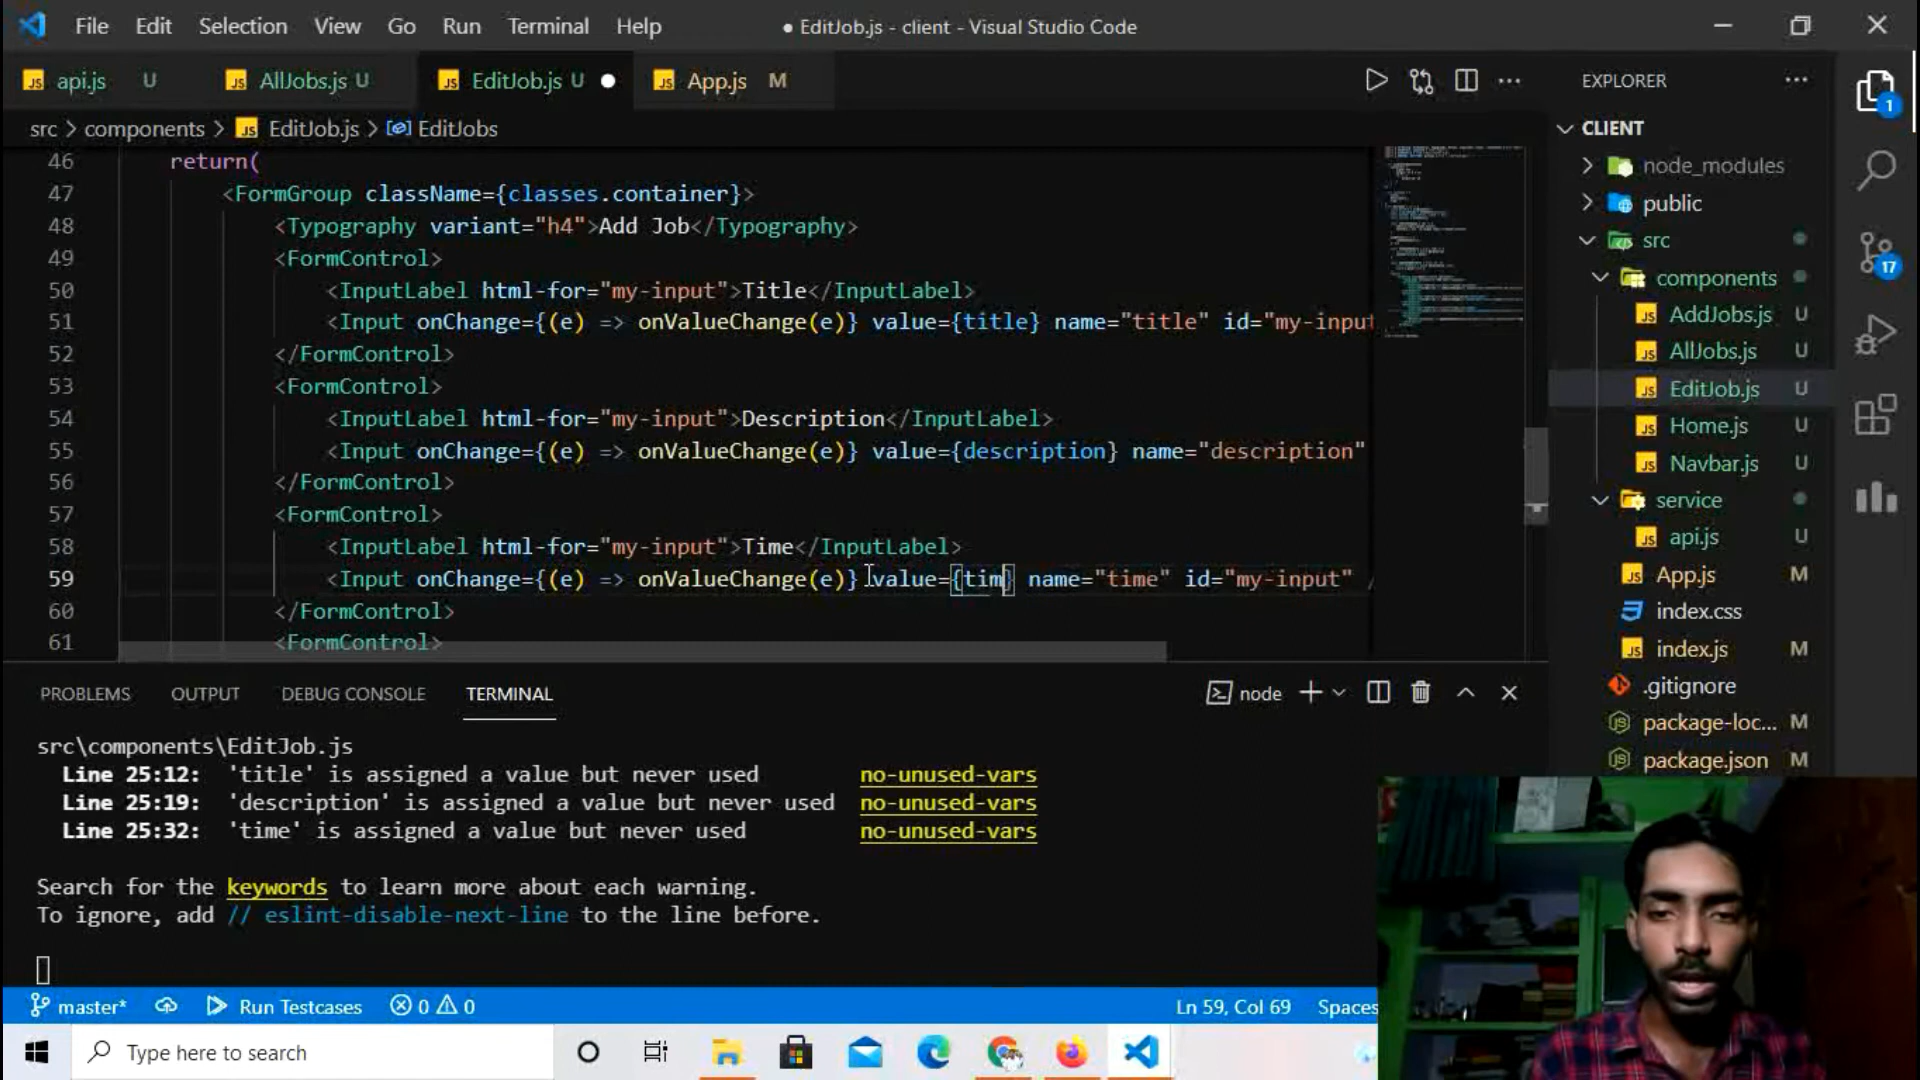 File Edit Selection View Go Run Terminal Help ● EditJob.js - client - Visual Studio Code
JS api.js U JS AllJobs.js U JS EditJob.js U ● JS App.js M
src > components > JS EditJob.js > EditJobs
46 return(
47 <FormGroup className={classes.container}>
48 <Typography variant="h4">Add Job</Typography>
49 <FormControl>
50 <InputLabel html-for="my-input">Title</InputLabel>
51 <Input onChange={(e) => onValueChange(e)} value={title} name="title" id="my-input
52 </FormControl>
53 <FormControl>
54 <InputLabel html-for="my-input">Description</InputLabel>
55 <Input onChange={(e) => onValueChange(e)} value={description} name="description"
56 </FormControl>
57 <FormControl>
58 <InputLabel html-for="my-input">Time</InputLabel>
59 <Input onChange={(e) => onValueChange(e)} value={tim} name="time" id="my-input" /
60 </FormControl>
61 <FormControl>
PROBLEMS OUTPUT DEBUG CONSOLE TERMINAL node
src\components\EditJob.js
Line 25:12: 'title' is assigned a value but never used no-unused-vars
Line 25:19: 'description' is assigned a value but never used no-unused-vars
Line 25:32: 'time' is assigned a value but never used no-unused-vars
Search for the keywords to learn more about each warning.
To ignore, add // eslint-disable-next-line to the line before.
master* Run Testcases 0 0 Ln 59, Col 69 Spaces
Type here to search
EXPLORER
CLIENT
node_modules
public
src
components
JS AddJobs.js U
JS AllJobs.js U
JS EditJob.js U
JS Home.js U
JS Navbar.js U
service
JS api.js U
JS App.js M
index.css
JS index.js M
.gitignore
package-loc... M
package.json M
1
17